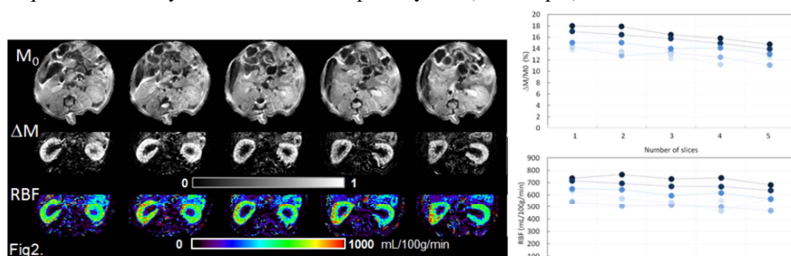 M0
ΔM
0 1
RBF
0 1000 mL/100g/min
Fig2.
ΔM/M0 (%)
20
18
16
14
12
10
8
6
4
2
0
1 2 3 4 5
Number of slices
RBF (mL/100g/min)
900
800
700
600
500
400
300
200
100